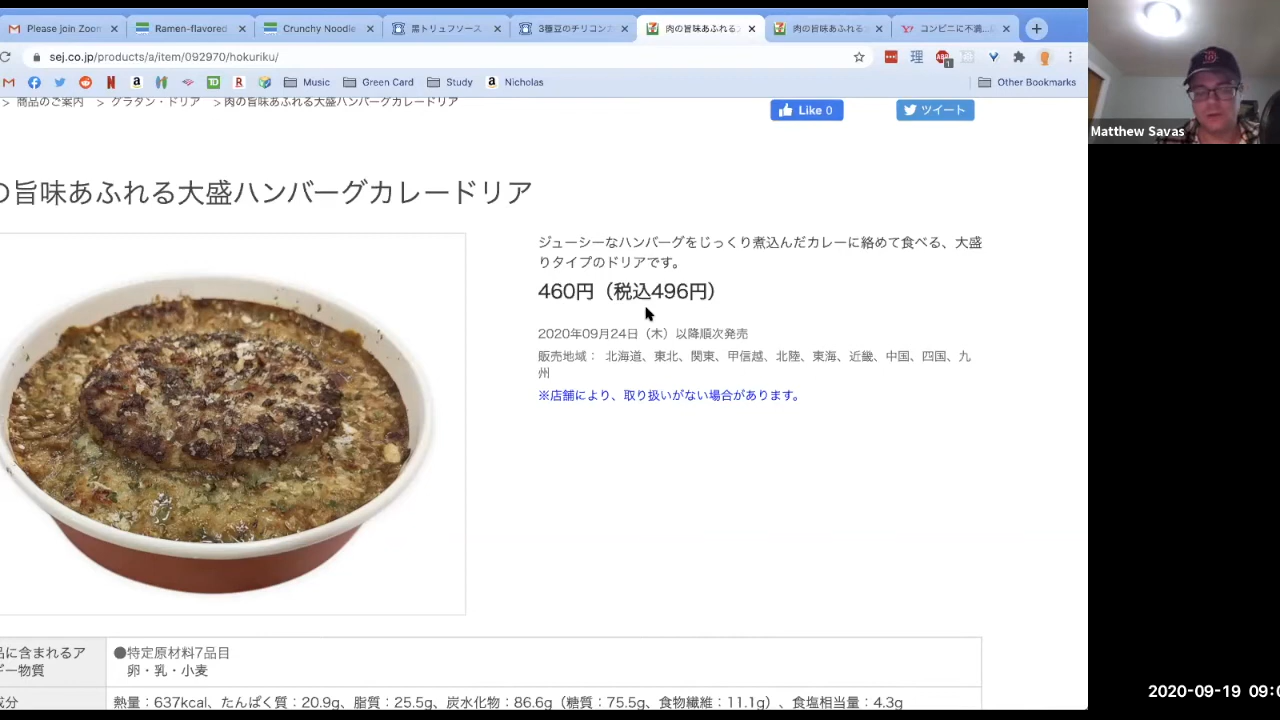 Please join Zoom
Ramen-flavored
Crunchy Noodle
黒トリュフソース
3種豆のチリコンカ
肉の旨味あふれる
肉の旨味あふれる
コンビニに不満...
sej.co.jp/products/a/item/092970/hokuriku/
Music
Green Card
Study
Nicholas
Other Bookmarks
> 商品のご案内 > グラタン・ドリア > 肉の旨味あふれる大盛ハンバーグカレードリア
Like 0
ツイート
Matthew Savas
の旨味あふれる大盛ハンバーグカレードリア
ジューシーなハンバーグをじっくり煮込んだカレーに絡めて食べる、大盛
りタイプのドリアです。
460円（税込496円）
2020年09月24日（木）以降順次発売
販売地域： 北海道、東北、関東、甲信越、北陸、東海、近畿、中国、四国、九
州
※店舗により、取り扱いがない場合があります。
品に含まれるア
ギー物質
●特定原材料7品目
卵・乳・小麦
成分
熱量：637kcal、たんぱく質：20.9g、脂質：25.5g、炭水化物：86.6g（糖質：75.5g、食物繊維：11.1g）、食塩相当量：4.3g
2020-09-19 09:0